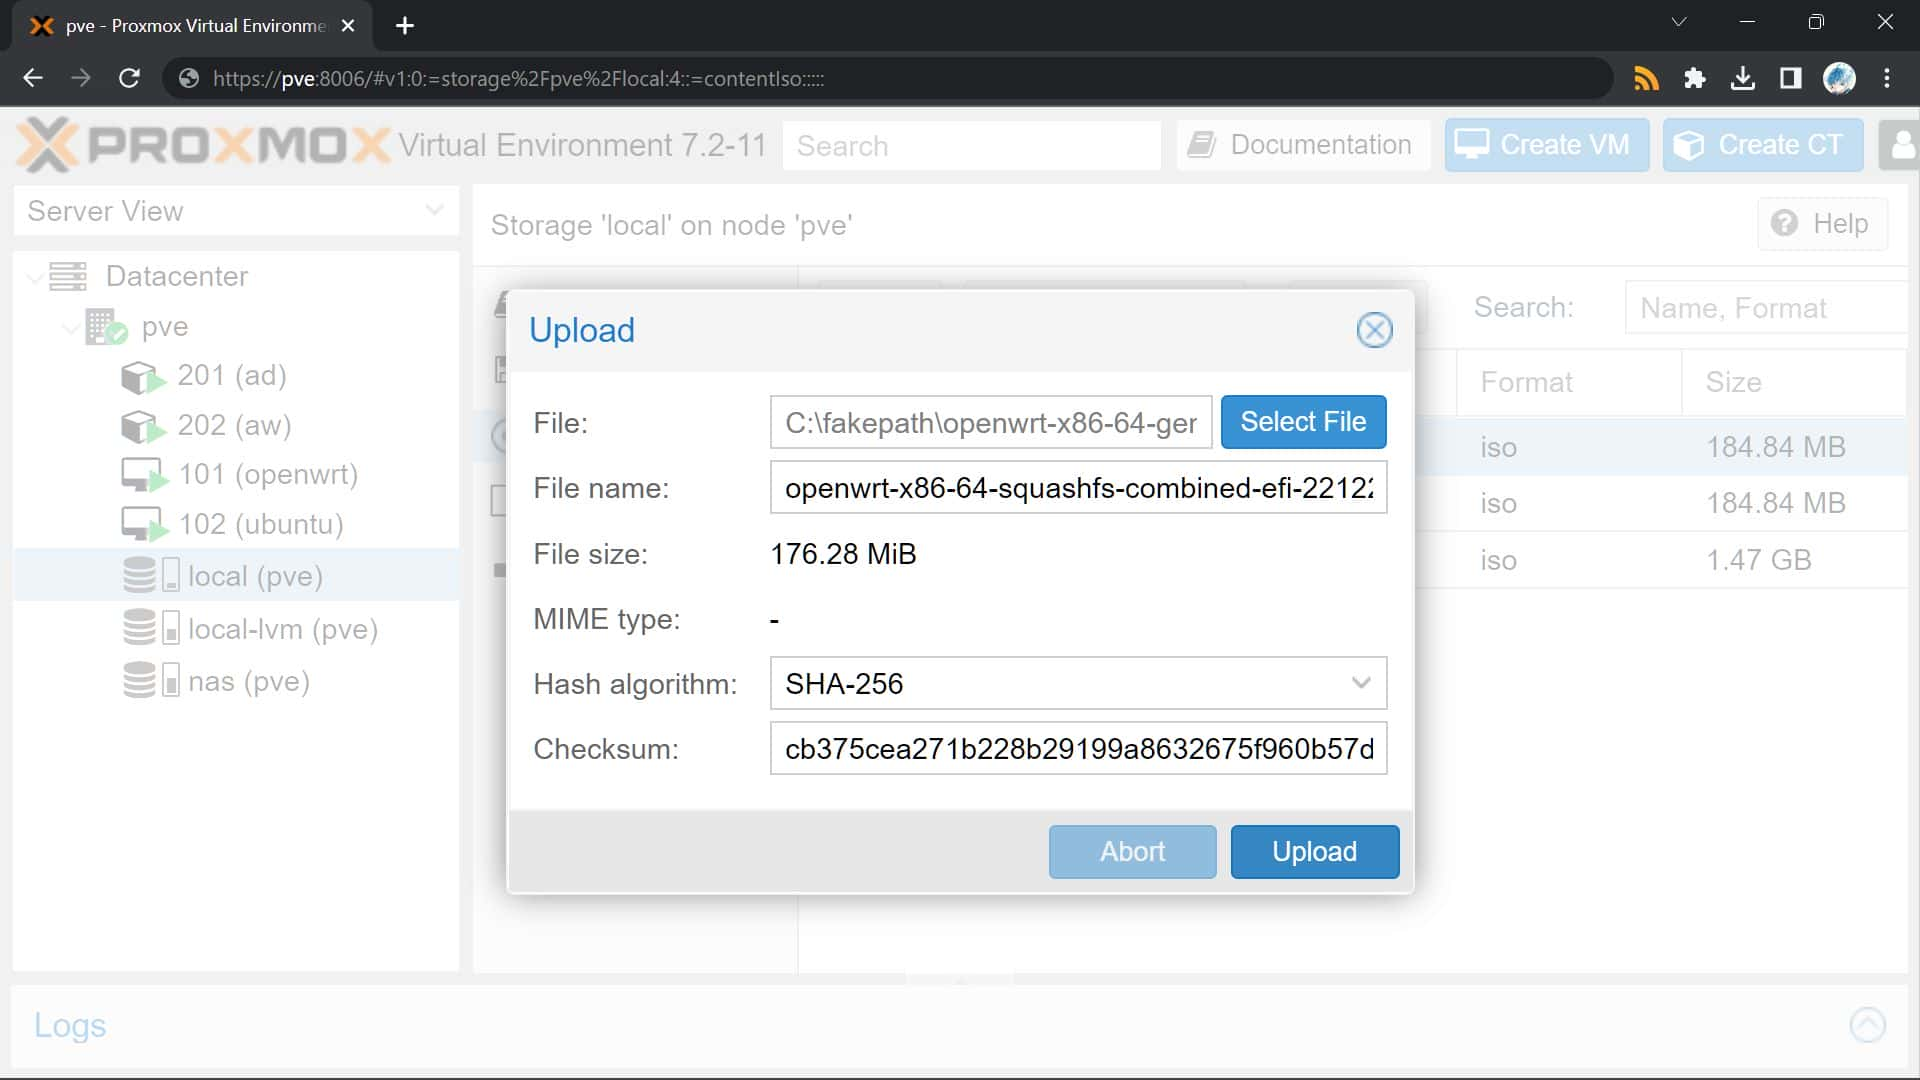 pve - Proxmox Virtual Environme
https://pve:8006/#v1:0:=storage%2Fpve%2Flocal:4::=contentIso:::::
PROXMOX Virtual Environment 7.2-11
Search
Documentation
Create VM
Create CT
Server View
Storage 'local' on node 'pve'
Help
Datacenter
pve
201 (ad)
202 (aw)
101 (openwrt)
102 (ubuntu)
local (pve)
local-lvm (pve)
nas (pve)
Search:
Name, Format
Format
Size
iso
184.84 MB
iso
184.84 MB
iso
1.47 GB
Upload
File:
C:\fakepath\openwrt-x86-64-ger
Select File
File name:
openwrt-x86-64-squashfs-combined-efi-22122
File size:
176.28 MiB
MIME type:
-
Hash algorithm:
SHA-256
Checksum:
cb375cea271b228b29199a8632675f960b57d
Abort
Upload
Logs